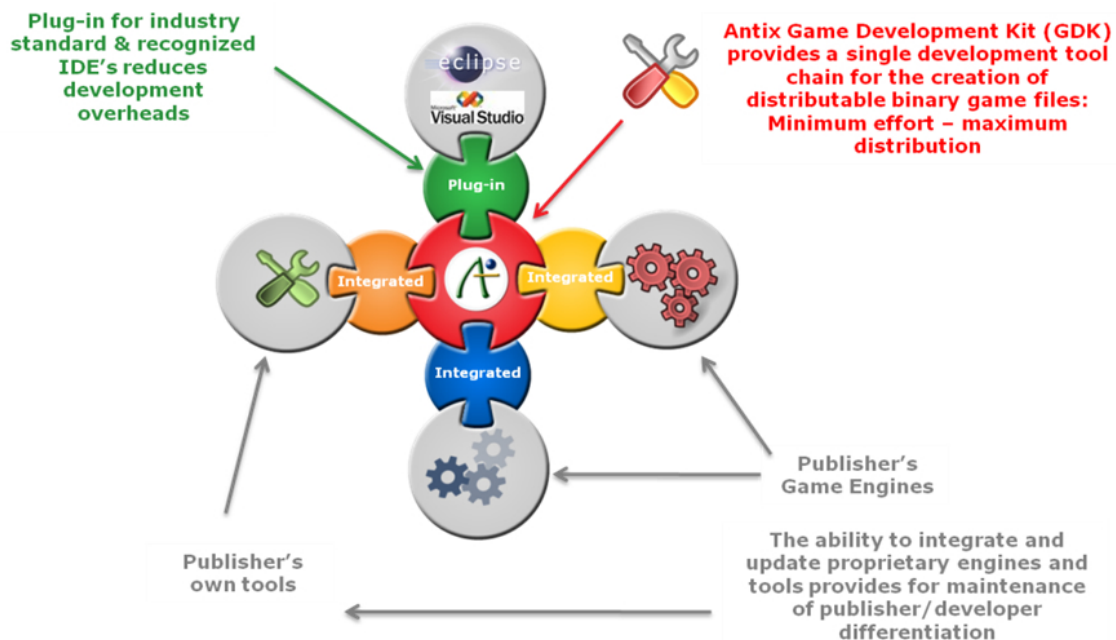 Plug-in for industry
standard & recognized
IDE's reduces
development
overheads
Antix Game Development Kit (GDK)
provides a single development tool
chain for the creation of
distributable binary game files:
Minimum effort – maximum
distribution
eclipse
Microsoft
Visual Studio
Plug-in
Integrated
A
Integrated
Integrated
Publisher's
Game Engines
Publisher's
own tools
The ability to integrate and
update proprietary engines and
tools provides for maintenance
of publisher/developer
differentiation